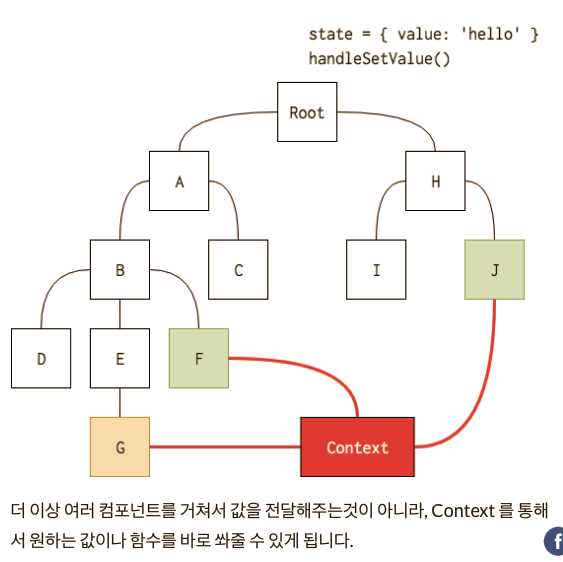 state = { value: 'hello' }
handleSetValue()
Root
A
H
B
C
I
J
D
E
F
G
Context
더 이상 여러 컴포넌트를 거쳐서 값을 전달해주는것이 아니라, Context 를 통해
서 원하는 값이나 함수를 바로 쏴줄 수 있게 됩니다.
f